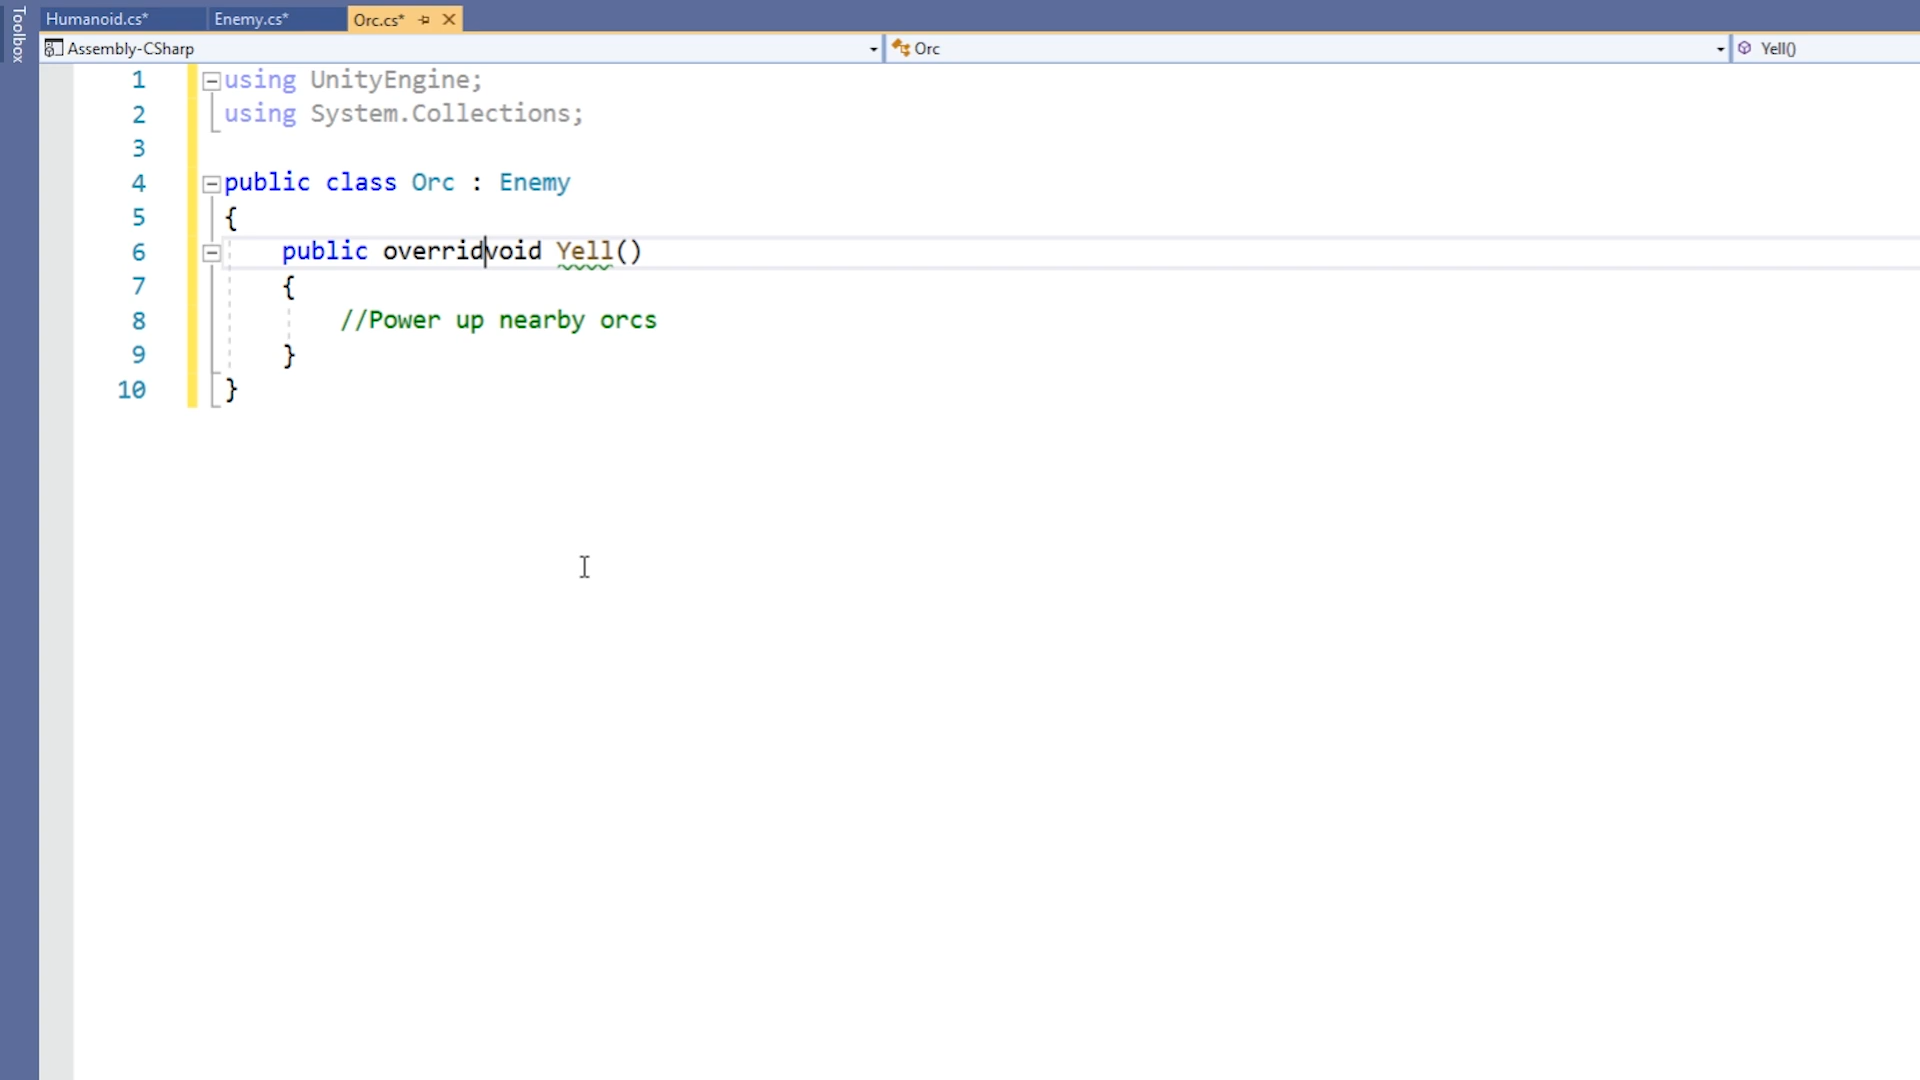 Toolbox
Humanoid.cs* Enemy.cs* Orc.cs*
Assembly-CSharp Orc Yell()
1 using UnityEngine;
2 using System.Collections;
3
4 public class Orc : Enemy
5 {
6 public overridvoid Yell()
7 {
8 //Power up nearby orcs
9 }
10 }